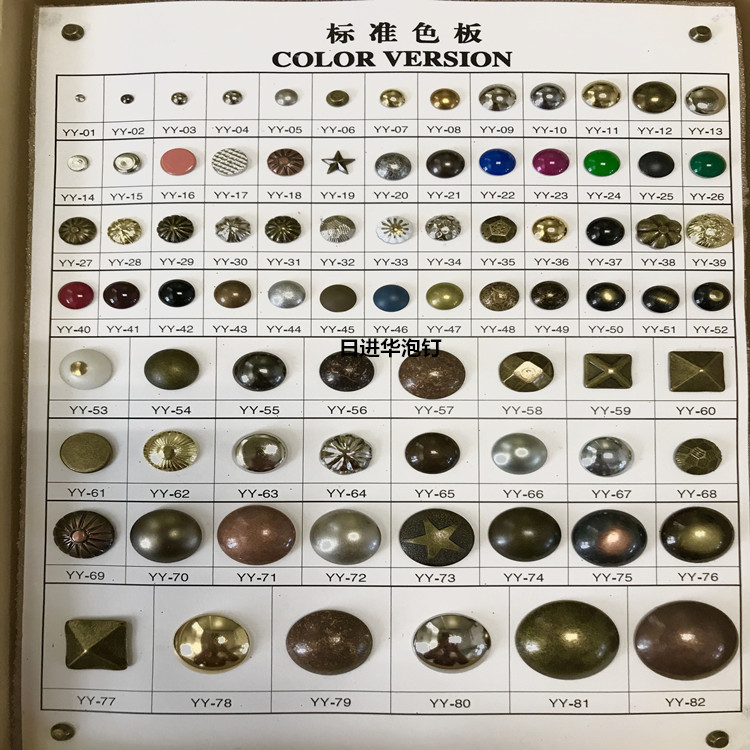 标准色板
COLOR VERSION
YY-01 YY-02 YY-03 YY-04 YY-05 YY-06 YY-07 YY-08 YY-09 YY-10 YY-11 YY-12 YY-13
YY-14 YY-15 YY-16 YY-17 YY-18 YY-19 YY-20 YY-21 YY-22 YY-23 YY-24 YY-25 YY-26
YY-27 YY-28 YY-29 YY-30 YY-31 YY-32 YY-33 YY-34 YY-35 YY-36 YY-37 YY-38 YY-39
YY-40 YY-41 YY-42 YY-43 YY-44 YY-45 YY-46 YY-47 YY-48 YY-49 YY-50 YY-51 YY-52
日进华泡钉
YY-53 YY-54 YY-55 YY-56 YY-57 YY-58 YY-59 YY-60
YY-61 YY-62 YY-63 YY-64 YY-65 YY-66 YY-67 YY-68
YY-69 YY-70 YY-71 YY-72 YY-73 YY-74 YY-75 YY-76
YY-77 YY-78 YY-79 YY-80 YY-81 YY-82